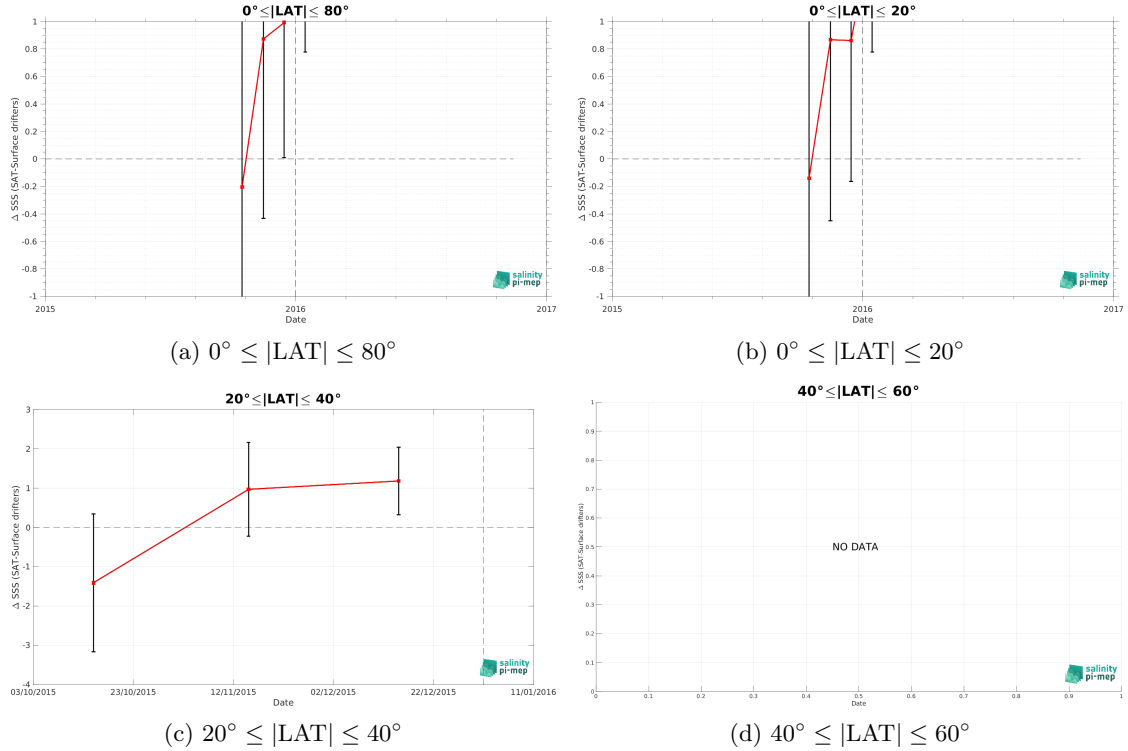 0°≤|LAT|≤ 80°
1
0.8
0.6
0.4
0.2
0
-0.2
-0.4
-0.6
-0.8
-1
Δ SSS (SAT-Surface drifters)
2015
2016
2017
Date
salinity
pi-mep
(a) 0° ≤ |LAT| ≤ 80°
0°≤|LAT|≤ 20°
1
0.8
0.6
0.4
0.2
0
-0.2
-0.4
-0.6
-0.8
-1
Δ SSS (SAT-Surface drifters)
2015
2016
2017
Date
salinity
pi-mep
(b) 0° ≤ |LAT| ≤ 20°
20°≤|LAT|≤ 40°
3
2
1
0
-1
-2
-3
-4
Δ SSS (SAT-Surface drifters)
03/10/2015
23/10/2015
12/11/2015
02/12/2015
22/12/2015
11/01/2016
Date
salinity
pi-mep
(c) 20° ≤ |LAT| ≤ 40°
40°≤|LAT|≤ 60°
1
0.9
0.8
0.7
0.6
0.5
0.4
0.3
0.2
0.1
0
Δ SSS (SAT-Surface drifters)
NO DATA
0
0.1
0.2
0.3
0.4
0.5
0.6
0.7
0.8
0.9
1
Date
salinity
pi-mep
(d) 40° ≤ |LAT| ≤ 60°